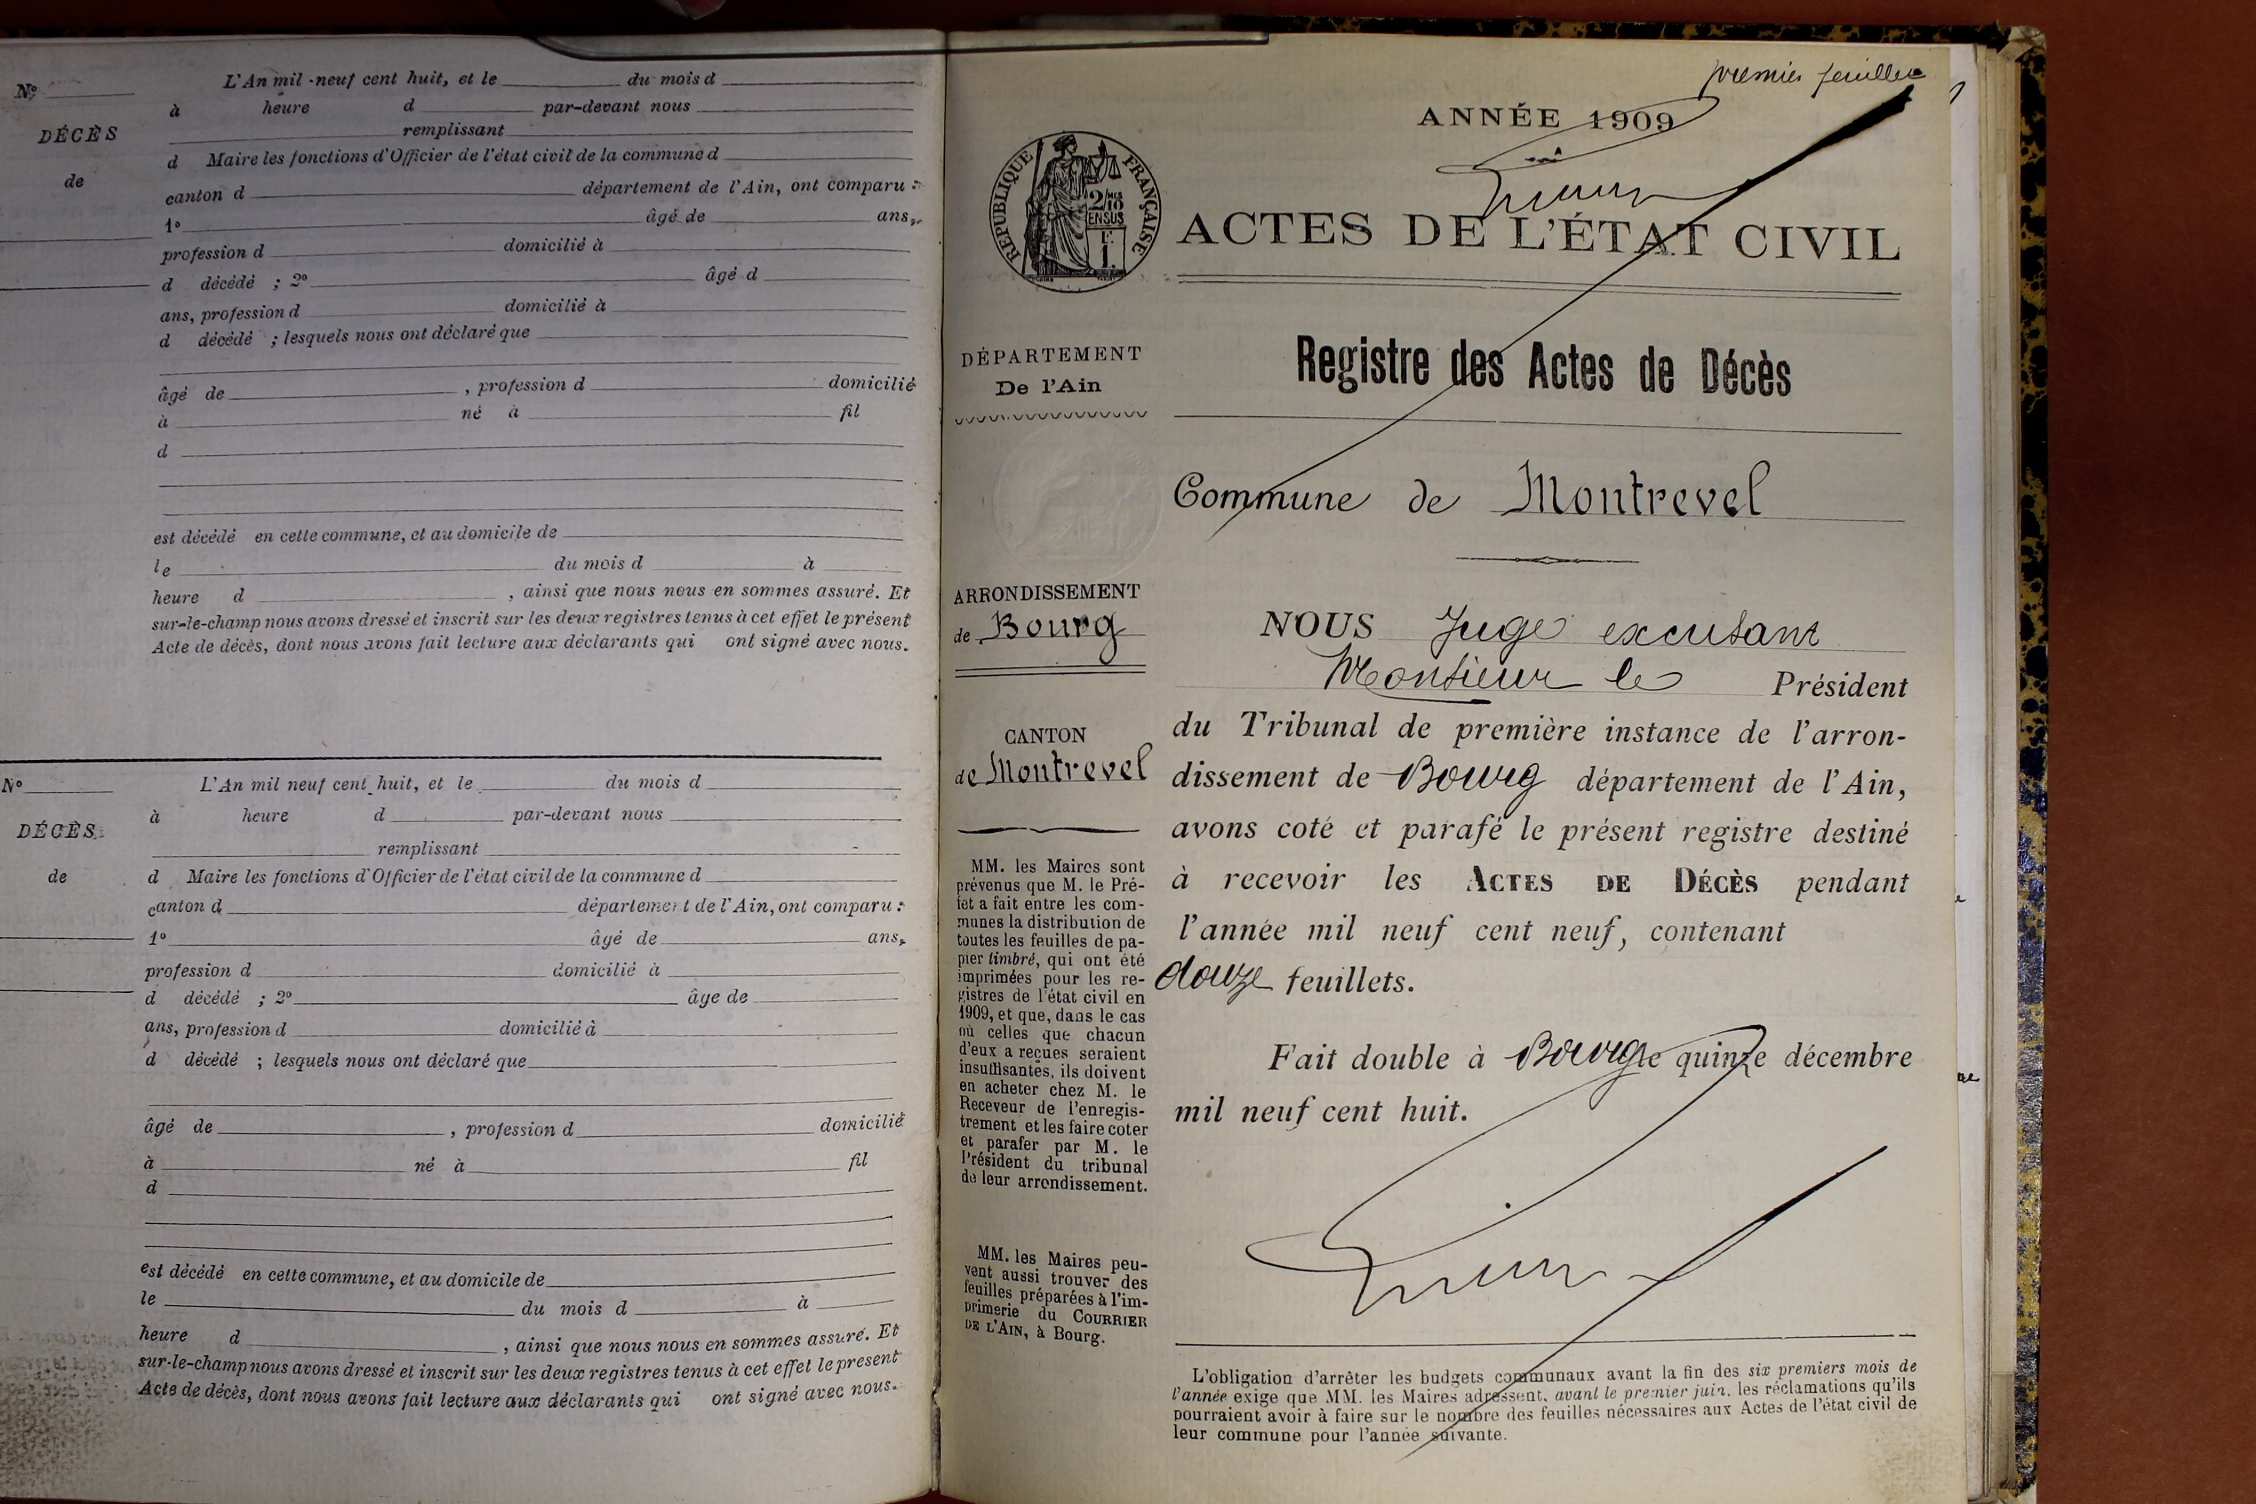 Nº
DÉCÈS
de
L'An mil neuf cent huit, et le du mois d
à heure d par-devant nous
remplissant
d Maire les fonctions d'Officier de l'état civil de la commune d
canton d département de l'Ain, ont comparu :
1º âgé de ans,
profession d domicilié à
d décédé ; 2º âgé d
ans, profession d domicilié à
d décédé ; lesquels nous ont déclaré que
âgé de , profession d domicilié
à né à fil
d
est décédé en cette commune, et au domicile de
le du mois d à
heure d , ainsi que nous nous en sommes assuré. Et
sur-le-champ nous avons dressé et inscrit sur les deux registres tenus à cet effet le présent
Acte de décès, dont nous avons fait lecture aux déclarants qui ont signé avec nous.
Nº
DÉCÈS
de
L'An mil neuf cent huit, et le du mois d
à heure d par-devant nous
remplissant
d Maire les fonctions d'Officier de l'état civil de la commune d
canton d département de l'Ain, ont comparu :
1º âgé de ans,
profession d domicilié à
d décédé ; 2º âge de
ans, profession d domicilié à
d décédé ; lesquels nous ont déclaré que
âgé de , profession d domicilié
à né à fil
d
est décédé en cette commune, et au domicile de
le du mois d à
heure d , ainsi que nous nous en sommes assuré. Et
sur-le-champ nous avons dressé et inscrit sur les deux registres tenus à cet effet le present
Acte de décès, dont nous avons fait lecture aux déclarants qui ont signé avec nous.
premier feuillet
ANNÉE 1909
RÉPUBLIQUE FRANÇAISE
ACTES DE L'ÉTAT CIVIL
DÉPARTEMENT
De l'Ain
Registre des Actes de Décès
Commune de Montrevel
ARRONDISSEMENT
de Bourg
CANTON
de Montrevel
MM. les Maires sont
prévenus que M. le Pré-
fet a fait entre les com-
munes la distribution de
toutes les feuilles de pa-
pier timbré, qui ont été
imprimées pour les re-
gistres de l'état civil en
1909, et que, dans le cas
où celles que chacun
d'eux a reçues seraient
insuffisantes, ils doivent
en acheter chez M. le
Receveur de l'enregis-
trement et les faire coter
et parafer par M. le
Président du tribunal
de leur arrondissement.
MM. les Maires peu-
vent aussi trouver des
feuilles préparées à l'im-
primerie du COURRIER
DE L'AIN, à Bourg.
NOUS Juge excusant
Monsieur le Président
du Tribunal de première instance de l'arron-
dissement de Bourg département de l'Ain,
avons coté et parafé le présent registre destiné
à recevoir les ACTES DE DÉCÈS pendant
l'année mil neuf cent neuf, contenant
douze feuillets.
Fait double à Bourg le quinze décembre
mil neuf cent huit.
L'obligation d'arrêter les budgets communaux avant la fin des six premiers mois de
l'année exige que MM. les Maires adressent, avant le premier juin, les réclamations qu'ils
pourraient avoir à faire sur le nombre des feuilles nécessaires aux Actes de l'état civil de
leur commune pour l'année suivante.